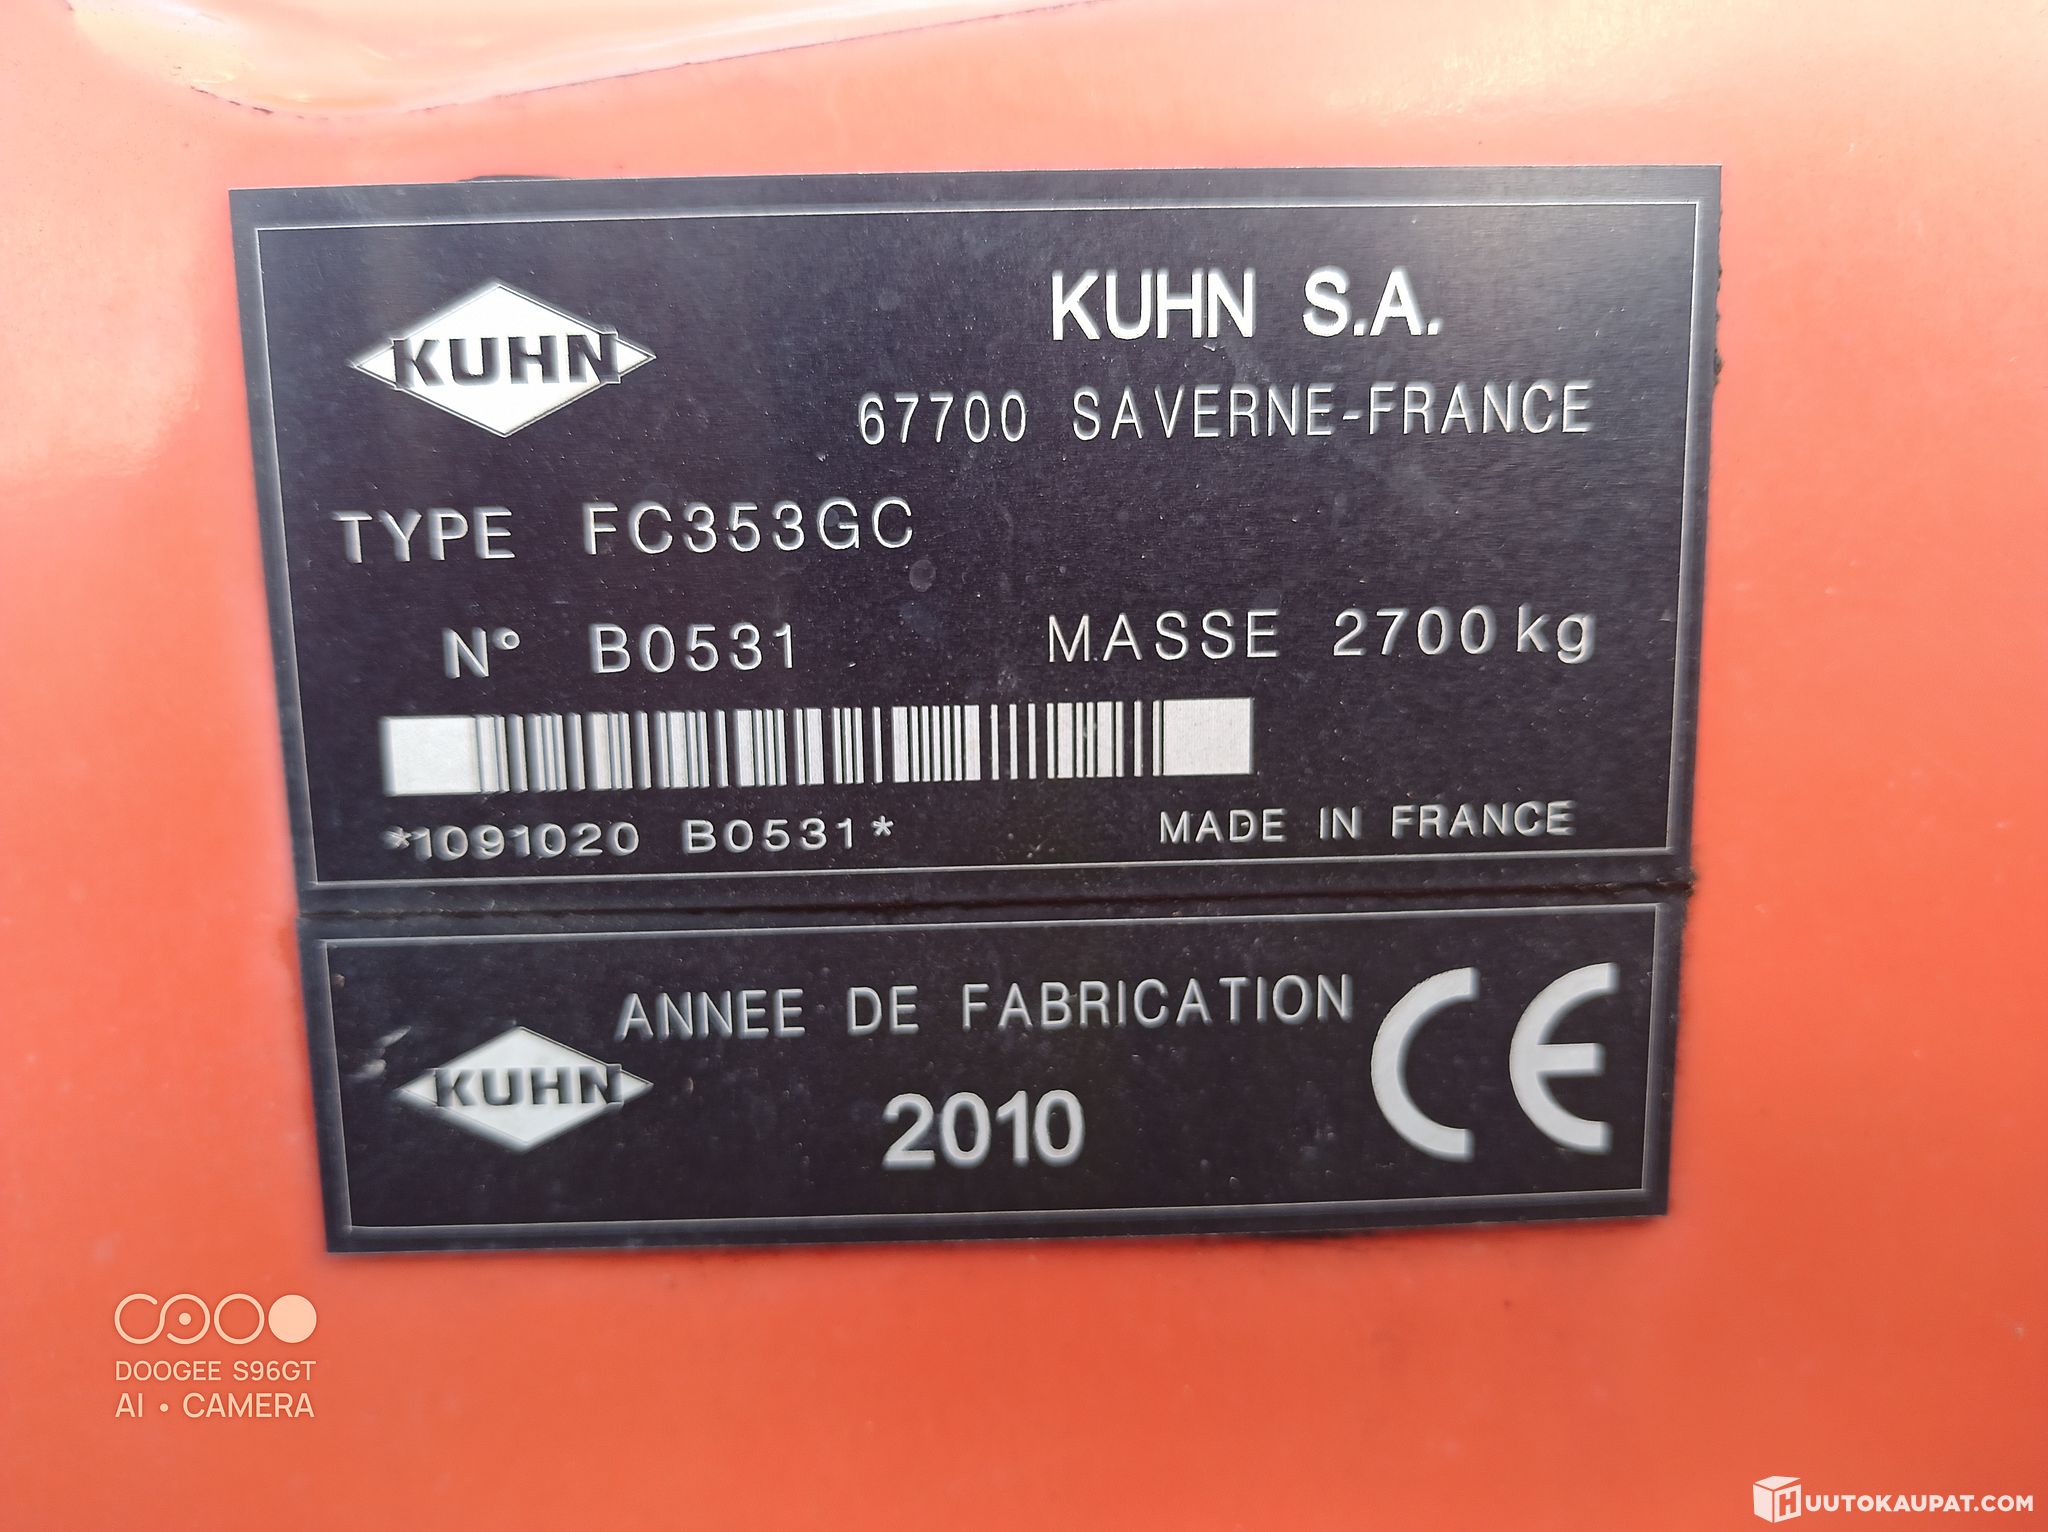 KUHN
KUHN S.A.
67700 SAVERNE-FRANCE
TYPE FC353GC
N° B0531 MASSE 2700 kg
*1091020 B0531*
MADE IN FRANCE
ANNEE DE FABRICATION
KUHN
2010
CE
DOOGEE S96GT
AI • CAMERA
HUUTOKAUPAT.COM